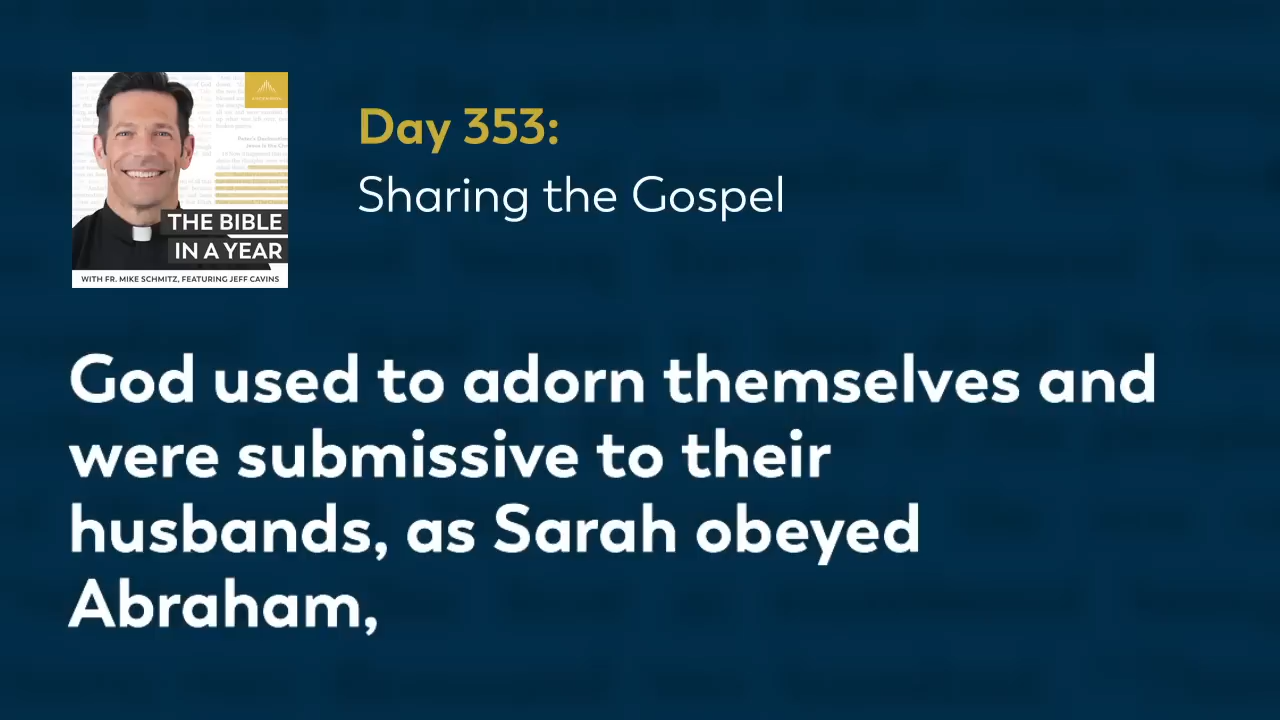 Day 353:
Sharing the Gospel
THE BIBLE
IN A YEAR
WITH FR. MIKE SCHMITZ, FEATURING JEFF CAVINS
God used to adorn themselves and
were submissive to their
husbands, as Sarah obeyed
Abraham,